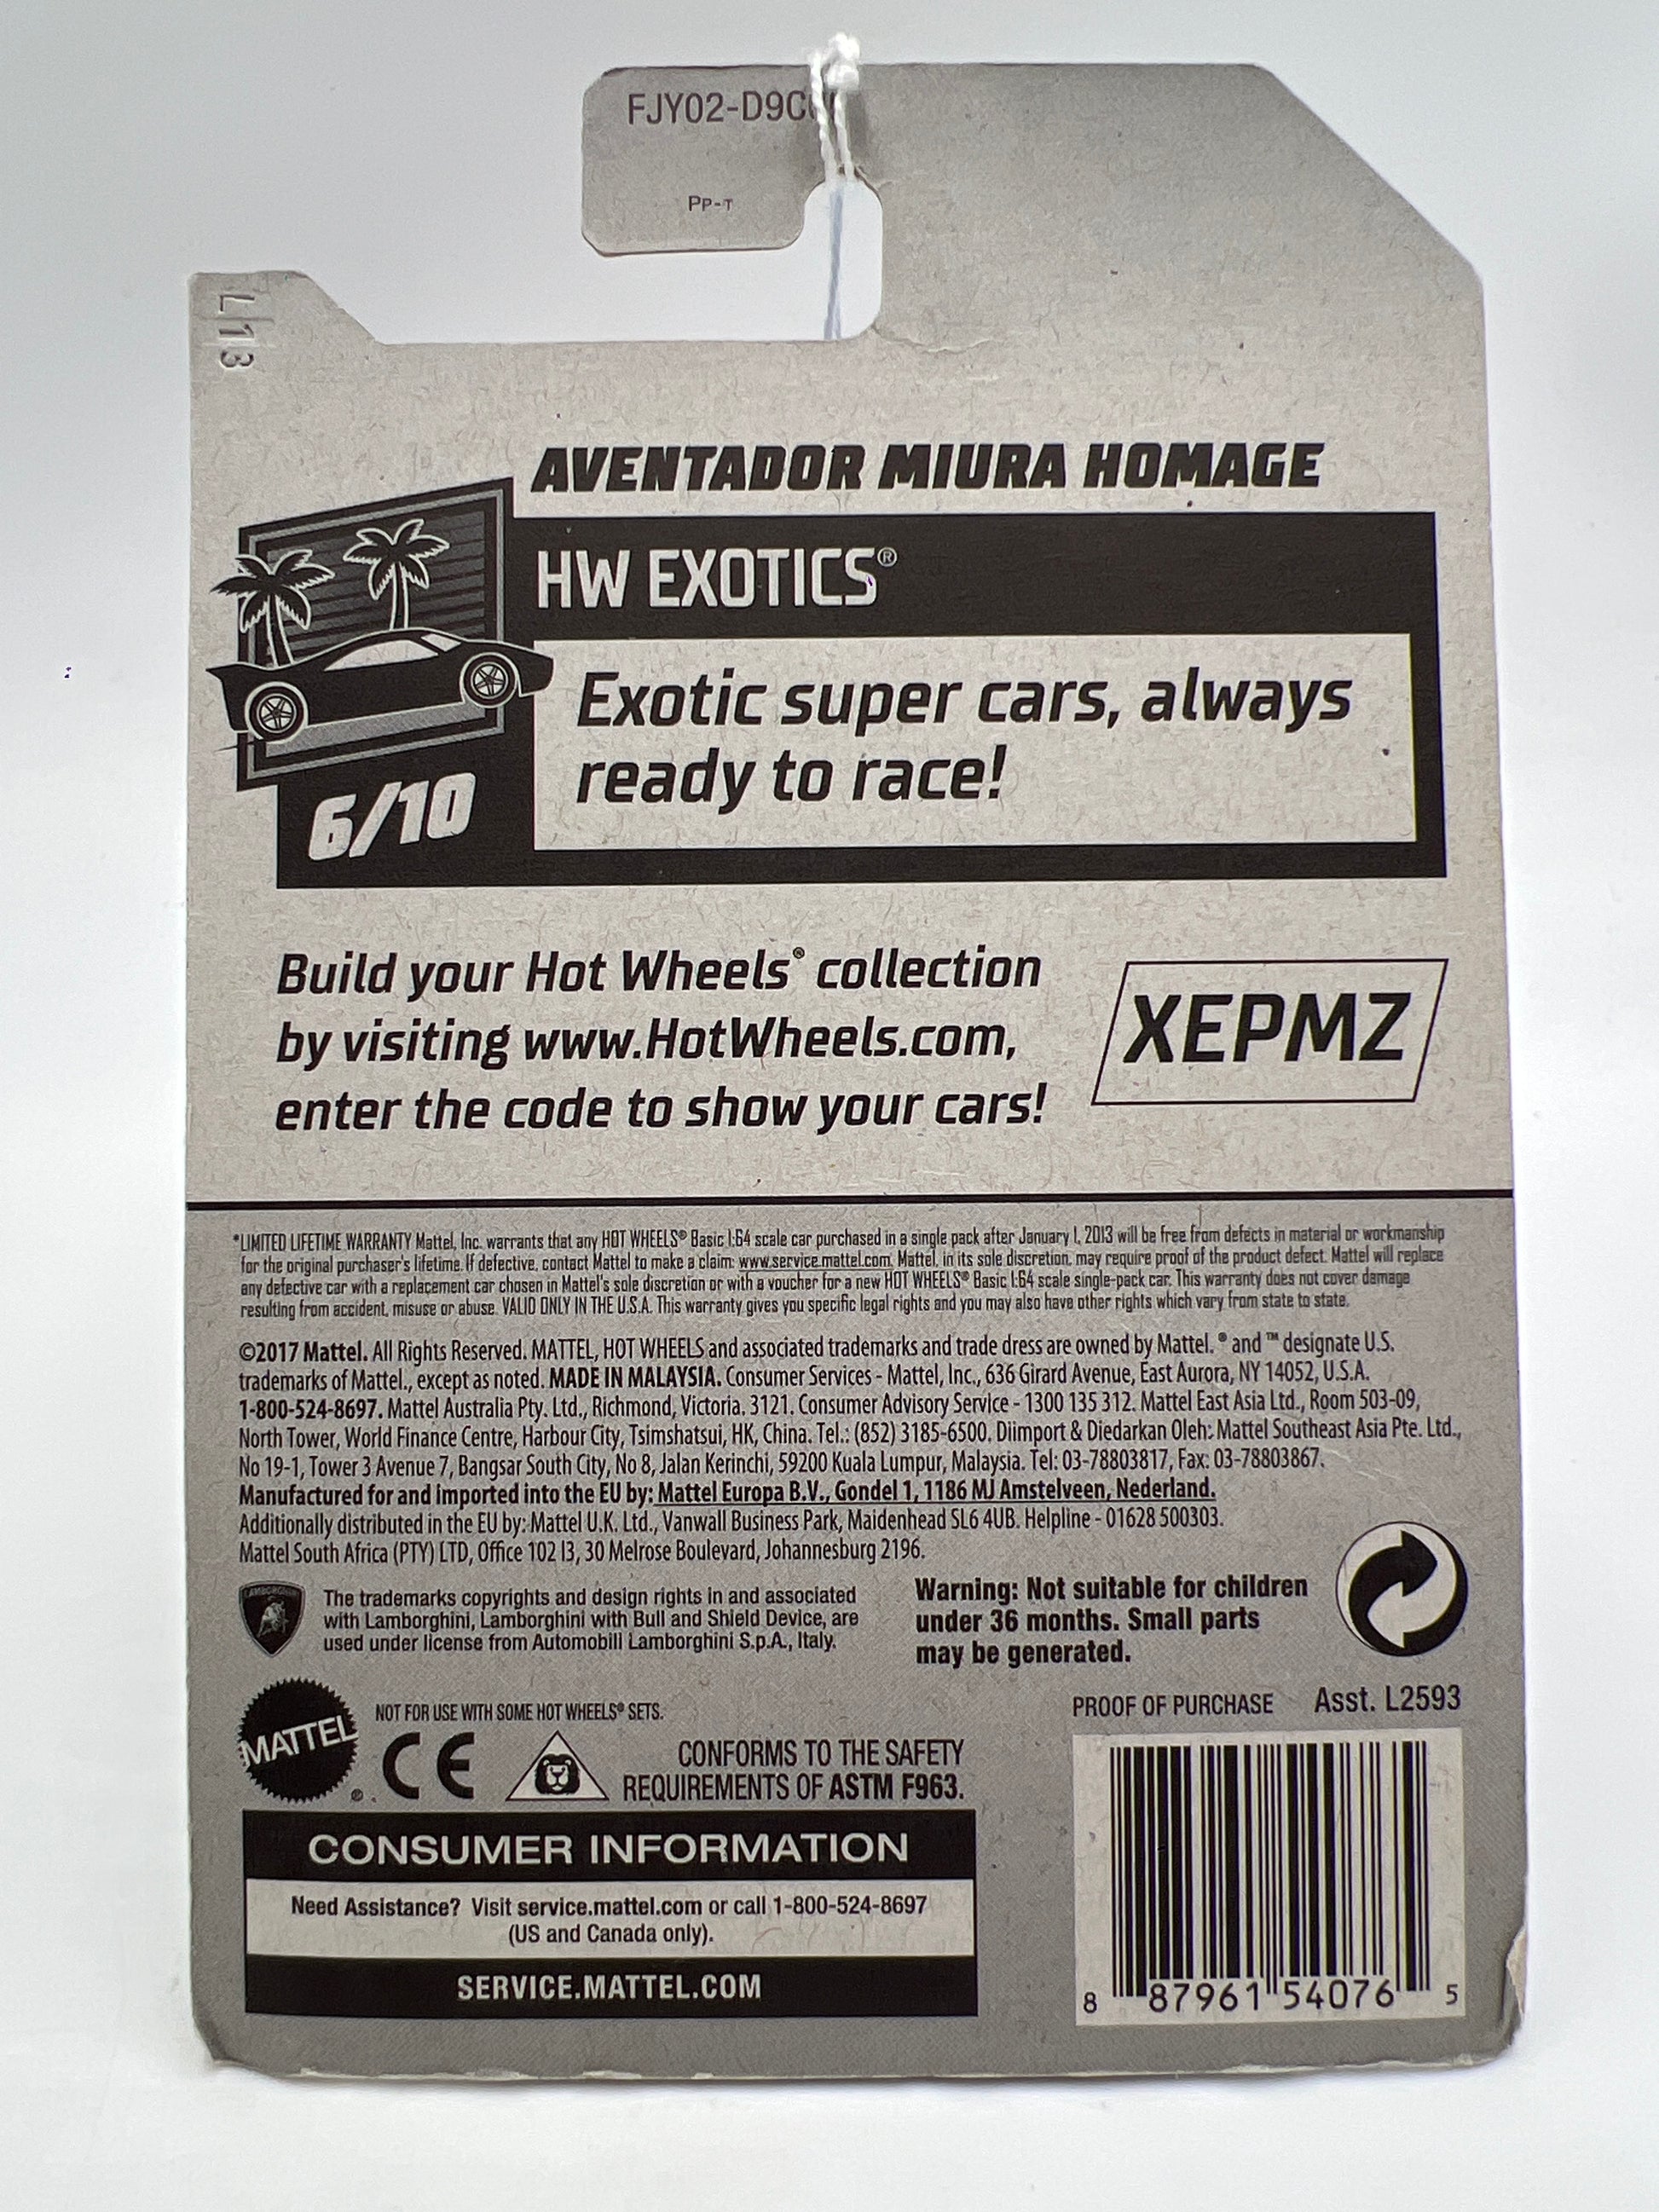 FJY02-D9C
PP-T
L 13
AVENTADOR MIURA HOMAGE
HW EXOTICS®
Exotic super cars, always
ready to race!
6/10
Build your Hot Wheels® collection
by visiting www.HotWheels.com,
enter the code to show your cars!
XEPMZ
*LIMITED LIFETIME WARRANTY Mattel, Inc. warrants that any HOT WHEELS® Basic 1:64 scale car purchased in a single pack after January 1, 2013 will be free from defects in material or workmanship
for the original purchaser's lifetime. If defective, contact Mattel to make a claim: www.service.mattel.com. Mattel, in its sole discretion, may require proof of the product defect. Mattel will replace
any defective car with a replacement car chosen in Mattel's sole discretion or with a voucher for a new HOT WHEELS® Basic 1:64 scale single-pack car. This warranty does not cover damage
resulting from accident, misuse or abuse. VALID ONLY IN THE U.S.A. This warranty gives you specific legal rights and you may also have other rights which vary from state to state.
©2017 Mattel. All Rights Reserved. MATTEL, HOT WHEELS and associated trademarks and trade dress are owned by Mattel. ® and ™ designate U.S.
trademarks of Mattel., except as noted. MADE IN MALAYSIA. Consumer Services - Mattel, Inc., 636 Girard Avenue, East Aurora, NY 14052, U.S.A.
1-800-524-8697. Mattel Australia Pty. Ltd., Richmond, Victoria. 3121. Consumer Advisory Service - 1300 135 312. Mattel East Asia Ltd., Room 503-09,
North Tower, World Finance Centre, Harbour City, Tsimshatsui, HK, China. Tel.: (852) 3185-6500. Diimport & Diedarkan Oleh: Mattel Southeast Asia Pte. Ltd.,
No 19-1, Tower 3 Avenue 7, Bangsar South City, No 8, Jalan Kerinchi, 59200 Kuala Lumpur, Malaysia. Tel: 03-78803817, Fax: 03-78803867.
Manufactured for and imported into the EU by: Mattel Europa B.V., Gondel 1, 1186 MJ Amstelveen, Nederland.
Additionally distributed in the EU by: Mattel U.K. Ltd., Vanwall Business Park, Maidenhead SL6 4UB. Helpline - 01628 500303.
Mattel South Africa (PTY) LTD, Office 102 I3, 30 Melrose Boulevard, Johannesburg 2196.
LAMBORGHINI
The trademarks copyrights and design rights in and associated
with Lamborghini, Lamborghini with Bull and Shield Device, are
used under license from Automobili Lamborghini S.p.A., Italy.
Warning: Not suitable for children
under 36 months. Small parts
may be generated.
MATTEL®.
NOT FOR USE WITH SOME HOT WHEELS® SETS.
CE
CONFORMS TO THE SAFETY
REQUIREMENTS OF ASTM F963.
PROOF OF PURCHASE Asst. L2593
CONSUMER INFORMATION
Need Assistance? Visit service.mattel.com or call 1-800-524-8697
(US and Canada only).
SERVICE.MATTEL.COM
8 87961 54076 5